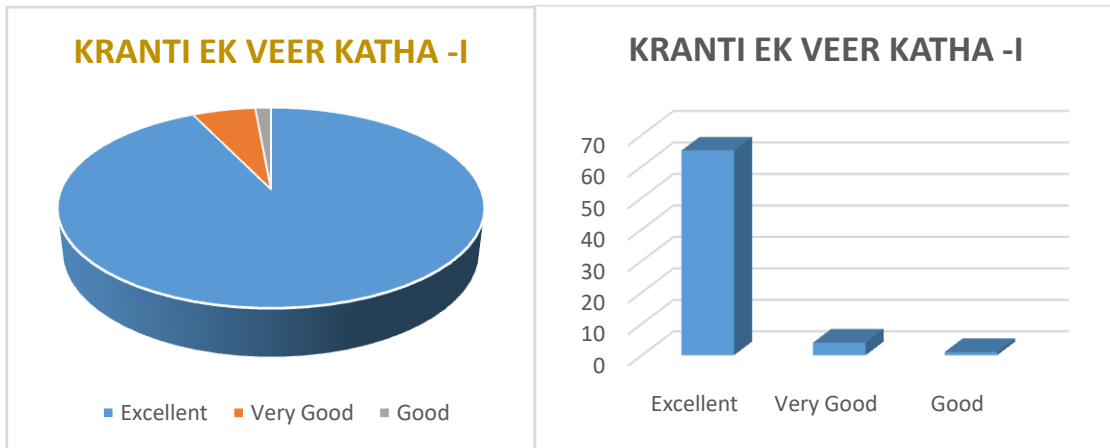 KRANTI EK VEER KATHA -I
Excellent Very Good Good
KRANTI EK VEER KATHA -I
70
60
50
40
30
20
10
0
Excellent Very Good Good